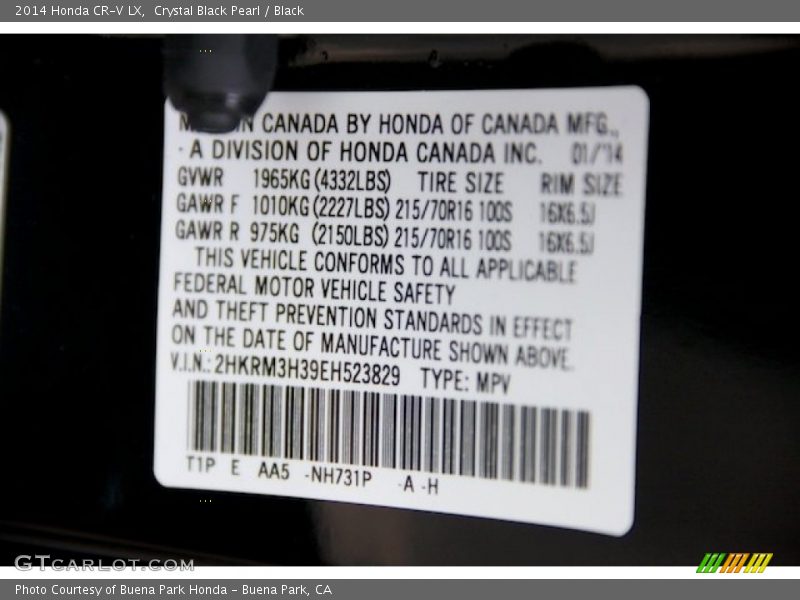 2014 Honda CR-V LX,  Crystal Black Pearl / Black
IN CANADA BY HONDA OF CANADA MFG.,
A DIVISION OF HONDA CANADA INC. 01/'14
GVWR 1965KG (4332LBS) TIRE SIZE RIM SIZE
GAWR F 1010KG (2227LBS) 215/70R16 100S 16X6.5J
GAWR R 975KG (2150LBS) 215/70R16 100S 16X6.5J
THIS VEHICLE CONFORMS TO ALL APPLICABLE
FEDERAL MOTOR VEHICLE SAFETY
AND THEFT PREVENTION STANDARDS IN EFFECT
ON THE DATE OF MANUFACTURE SHOWN ABOVE.
V.I.N.: 2HKRM3H39EH523829 TYPE: MPV
T1P E AA5 -NH731P -A -H
GTCARLOT.COM
Photo Courtesy of Buena Park Honda – Buena Park, CA